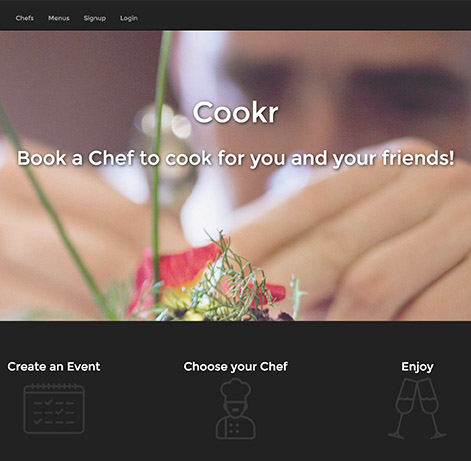 Chefs Menus Signup Login
Cookr
Book a Chef to cook for you and your friends!
Create an Event Choose your Chef Enjoy